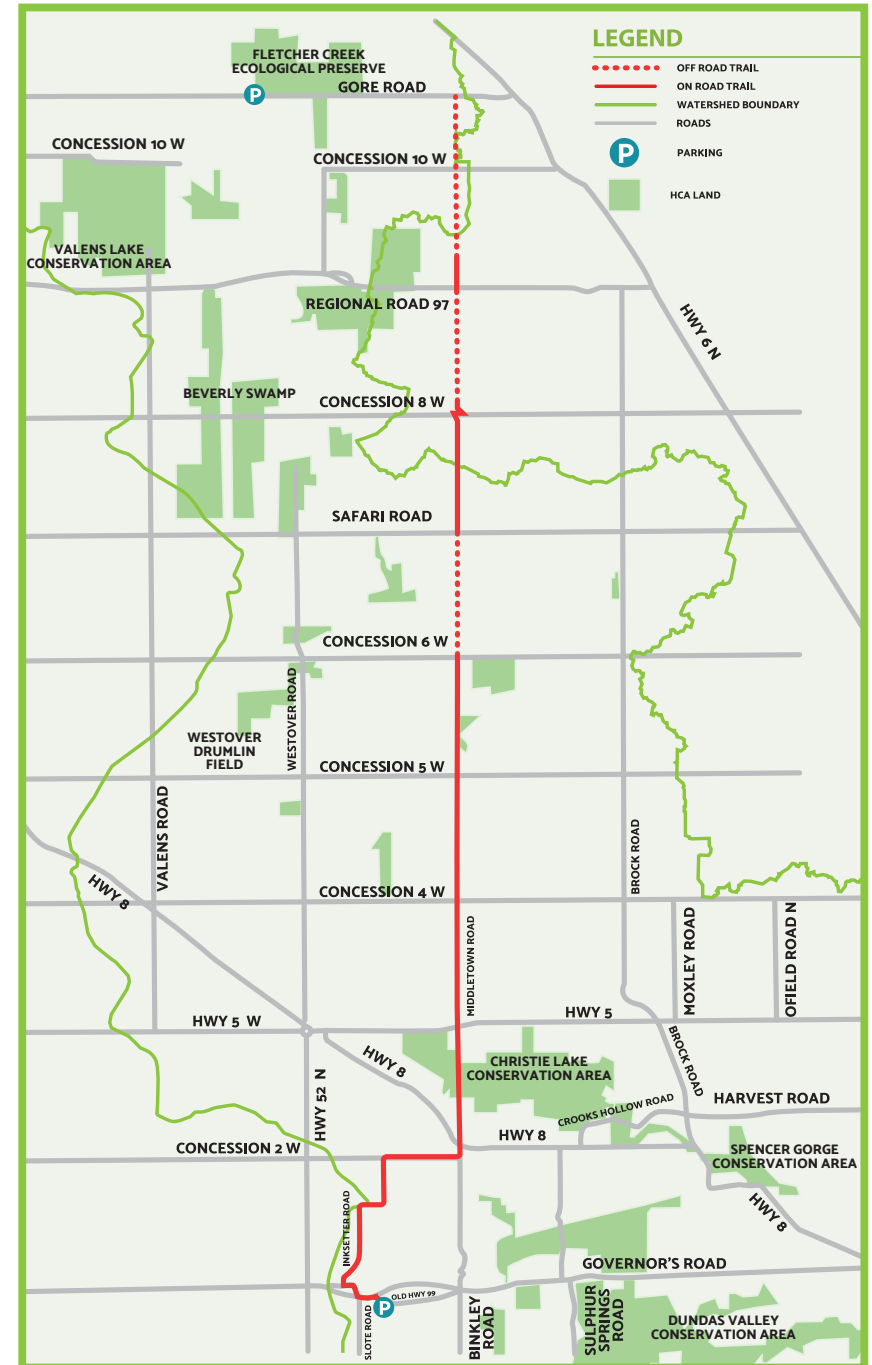 LEGEND
OFF ROAD TRAIL
ON ROAD TRAIL
WATERSHED BOUNDARY
ROADS
P
PARKING
HCA LAND
FLETCHER CREEK
ECOLOGICAL PRESERVE
P
GORE ROAD
CONCESSION 10 W
CONCESSION 10 W
VALENS LAKE
CONSERVATION AREA
REGIONAL ROAD 97
HWY 6 N
BEVERLY SWAMP
CONCESSION 8 W
SAFARI ROAD
CONCESSION 6 W
WESTOVER ROAD
WESTOVER
DRUMLIN
FIELD
CONCESSION 5 W
VALENS ROAD
BROCK ROAD
HWY 8
CONCESSION 4 W
MIDDLETOWN ROAD
MOXLEY ROAD
OFIELD ROAD N
HWY 5 W
HWY 5
HWY 8
CHRISTIE LAKE
CONSERVATION AREA
BROCK ROAD
HWY 52 N
CROOKS HOLLOW ROAD
HARVEST ROAD
CONCESSION 2 W
HWY 8
SPENCER GORGE
CONSERVATION AREA
HWY 8
INKSETTER ROAD
GOVERNOR'S ROAD
OLD HWY 99
P
SLOTE ROAD
BINKLEY
ROAD
SULPHUR
SPRINGS
ROAD
DUNDAS VALLEY
CONSERVATION AREA